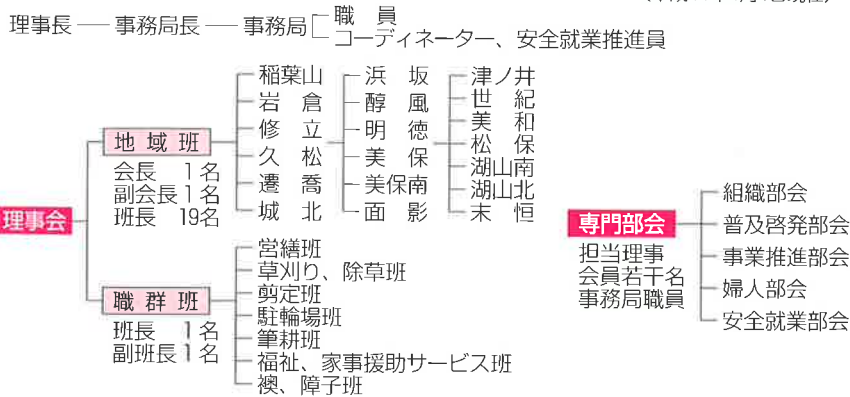 理事長 事務局長 事務局
職員
コーディネーター、安全就業推進員
理事会
地域班
会長 1名
副会長1名
班長 19名
稲葉山
岩倉
修立
久松
遷喬
城北
浜坂
醇風
明徳
美保
美保南
面影
津ノ井
世紀
美和
松保
湖山南
湖山北
末恒
職群班
班長 1名
副班長1名
営繕班
草刈り、除草班
剪定班
駐輪場班
筆耕班
福祉、家事援助サービス班
襖、障子班
専門部会
担当理事
会員若干名
事務局職員
組織部会
普及啓発部会
事業推進部会
婦人部会
安全就業部会